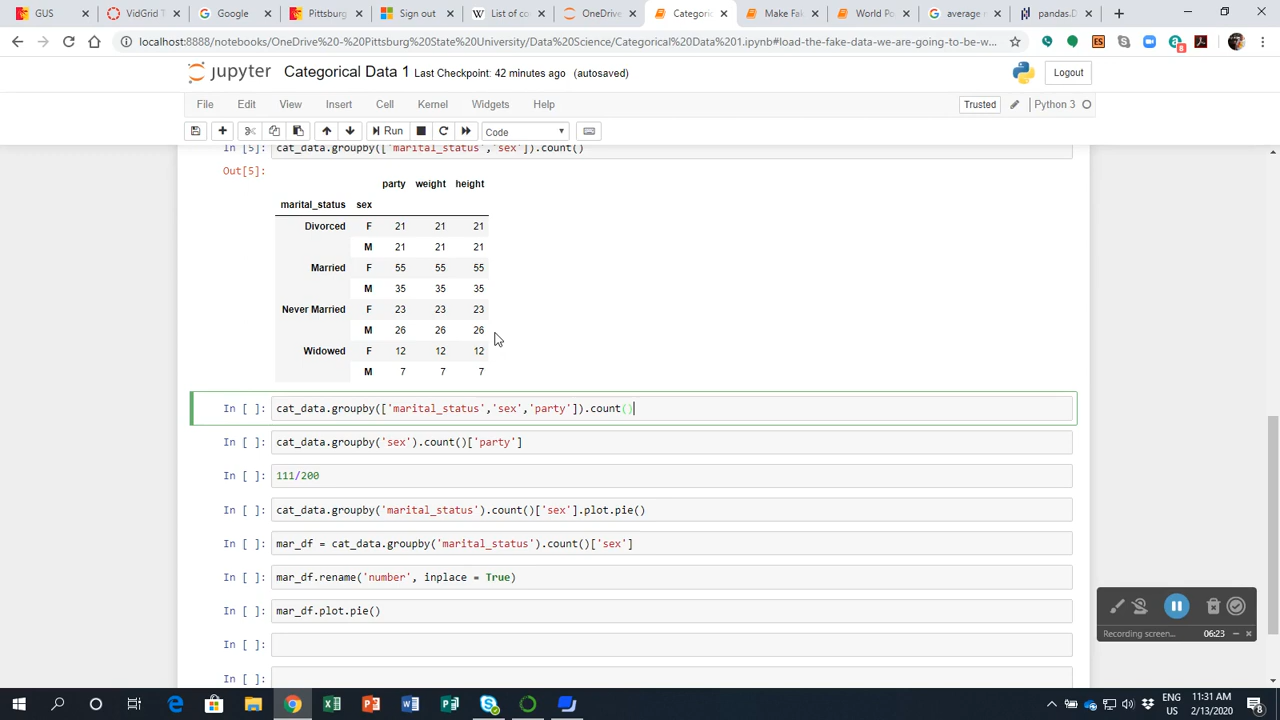 GUS
VidGrid T
Google
Pittsburg
Sign out
List of co
OneDrive
Categoric
Make Fak
World Po
average m
pandas.D
localhost:8888/notebooks/OneDrive%20-%20Pittsburg%20State%20University/Data%20Science/Categorical%20Data%201.ipynb#load-the-fake-data-we-are-going-to-be-w...
jupyter Categorical Data 1 Last Checkpoint: 42 minutes ago (autosaved)
Logout
File Edit View Insert Cell Kernel Widgets Help
Trusted Python 3
Run Code
In [5]: cat_data.groupby(['marital_status','sex']).count()
Out[5]:
party weight height
marital_status sex
Divorced F 21 21 21
M 21 21 21
Married F 55 55 55
M 35 35 35
Never Married F 23 23 23
M 26 26 26
Widowed F 12 12 12
M 7 7 7
In [ ]: cat_data.groupby(['marital_status','sex','party']).count()
In [ ]: cat_data.groupby('sex').count()['party']
In [ ]: 111/200
In [ ]: cat_data.groupby('marital_status').count()['sex'].plot.pie()
In [ ]: mar_df = cat_data.groupby('marital_status').count()['sex']
In [ ]: mar_df.rename('number', inplace = True)
In [ ]: mar_df.plot.pie()
In [ ]:
In [ ]:
Recording screen... 06:23
ENG 11:31 AM
US 2/13/2020